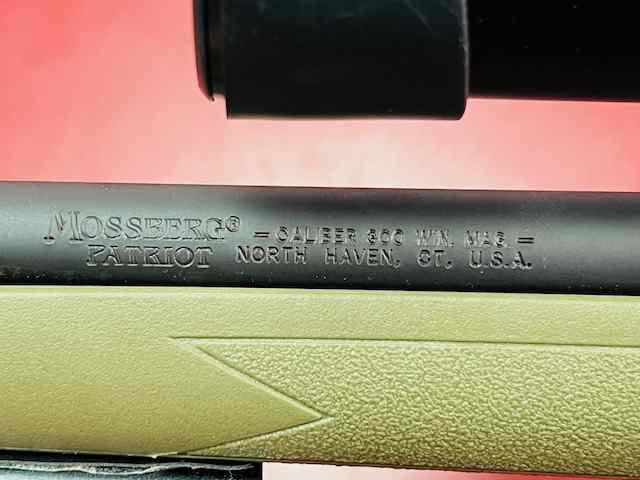 MOSSBERG® – CALIBER 300 WIN. MAG. –
PATRIOT NORTH HAVEN, CT, U.S.A.